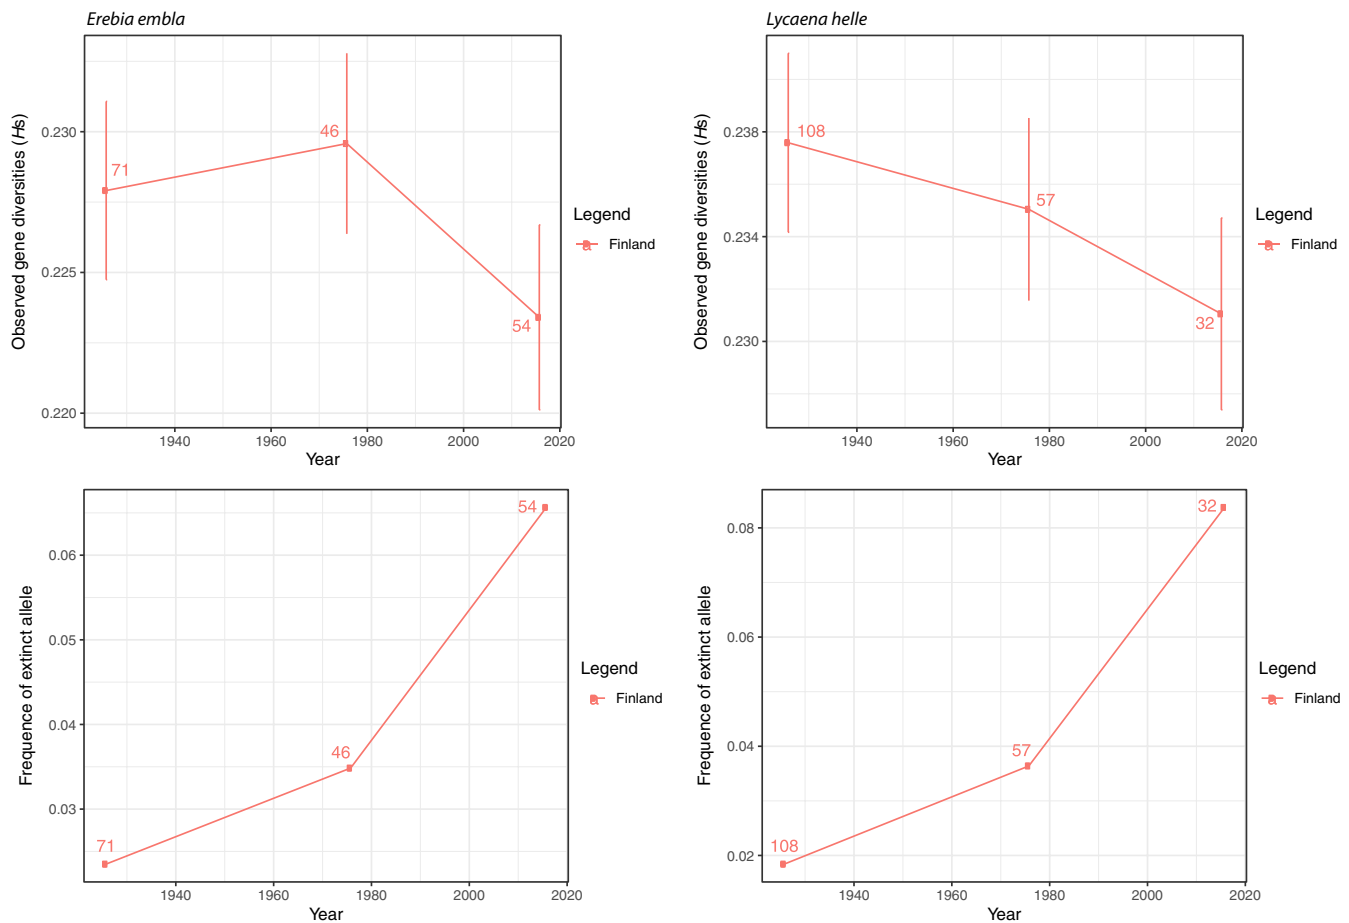 Erebia embla
Observed gene diversities (Hs)
0.230
0.225
0.220
71
46
54
1940 1960 1980 2000 2020
Year
Legend
a Finland
Lycaena helle
Observed gene diversities (Hs)
0.238
0.234
0.230
108
57
32
1940 1960 1980 2000 2020
Year
Legend
a Finland
Frequence of extinct allele
0.06
0.05
0.04
0.03
71
46
54
1940 1960 1980 2000 2020
Year
Legend
a Finland
Frequence of extinct allele
0.08
0.06
0.04
0.02
108
57
32
1940 1960 1980 2000 2020
Year
Legend
a Finland